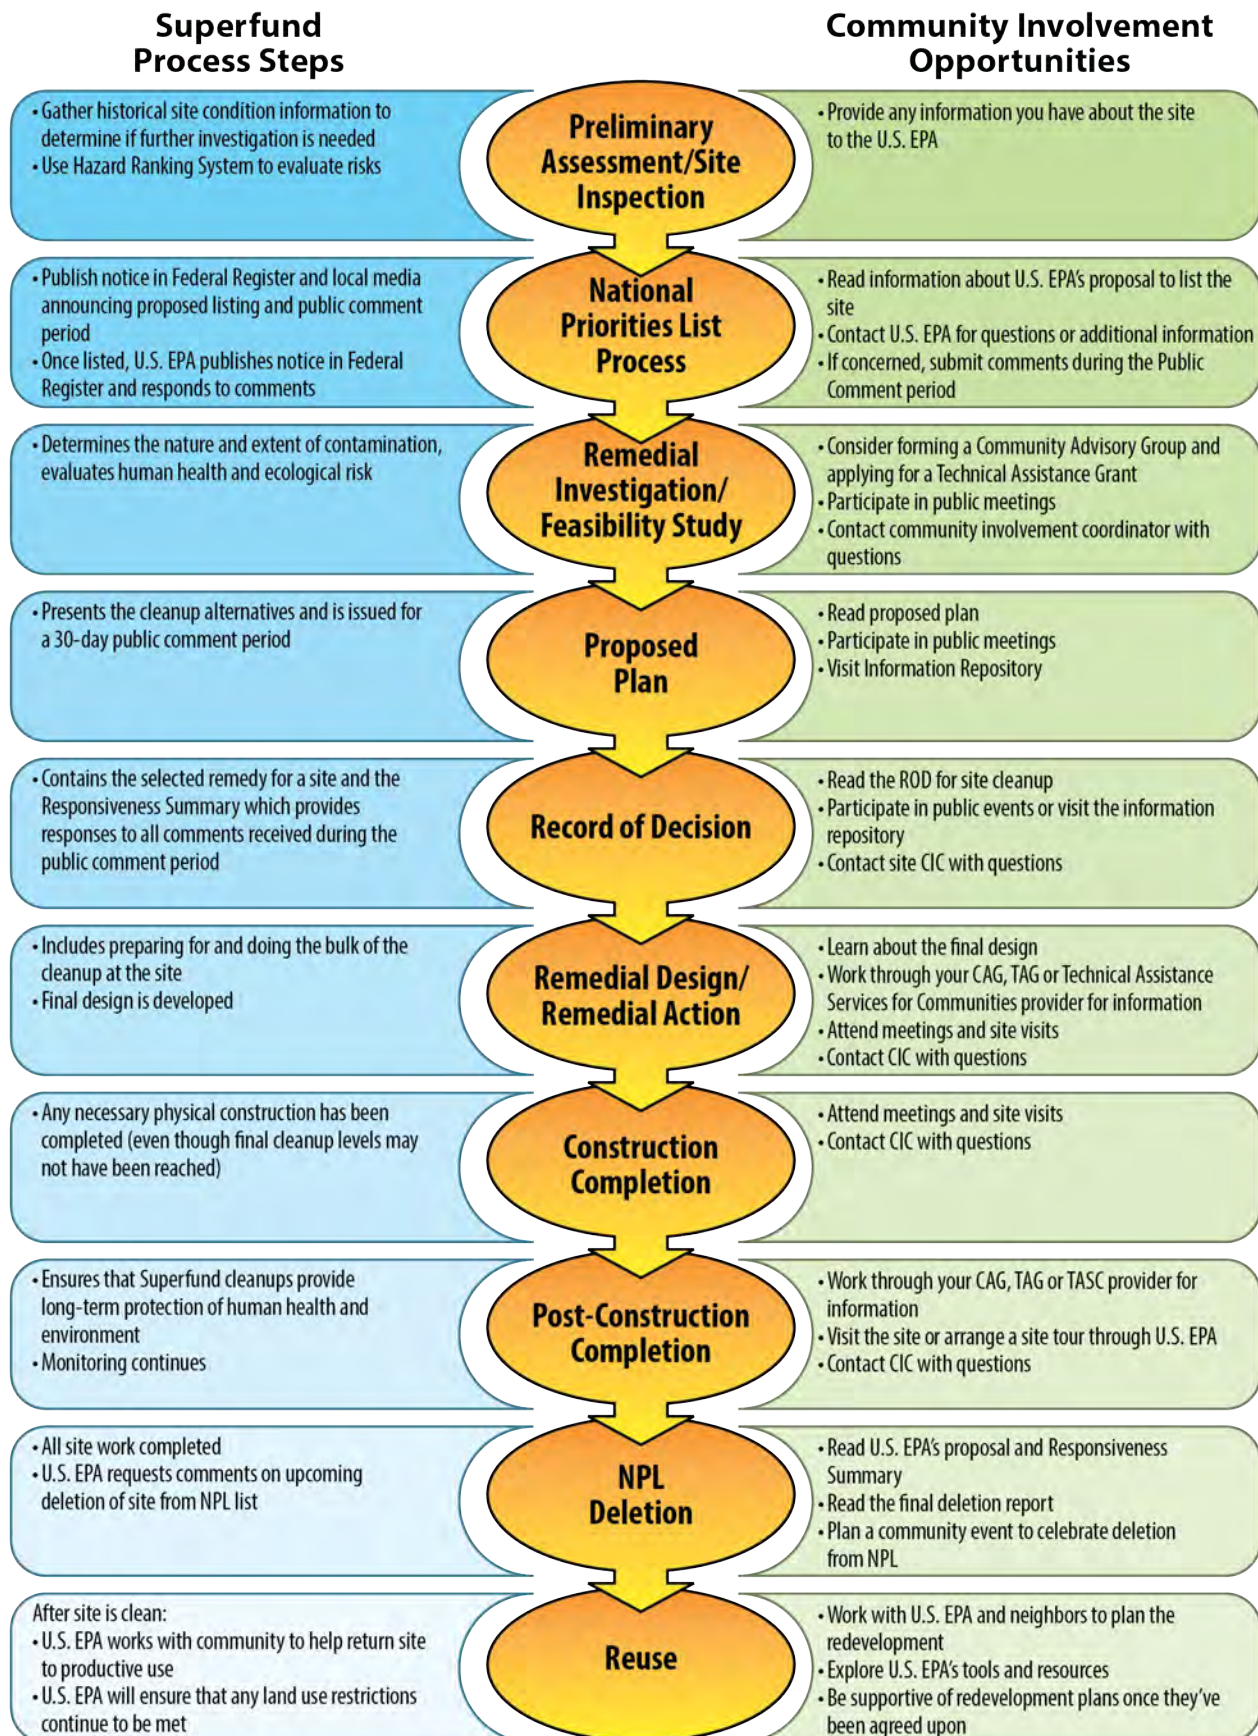 Superfund
Process Steps
Community Involvement
Opportunities
• Gather historical site condition information to
determine if further investigation is needed
• Use Hazard Ranking System to evaluate risks
Preliminary
Assessment/Site
Inspection
• Provide any information you have about the site
to the U.S. EPA
• Publish notice in Federal Register and local media
announcing proposed listing and public comment
period
• Once listed, U.S. EPA publishes notice in Federal
Register and responds to comments
National
Priorities List
Process
• Read information about U.S. EPA's proposal to list the
site
• Contact U.S. EPA for questions or additional information
• If concerned, submit comments during the Public
Comment period
• Determines the nature and extent of contamination,
evaluates human health and ecological risk
Remedial
Investigation/
Feasibility Study
• Consider forming a Community Advisory Group and
applying for a Technical Assistance Grant
• Participate in public meetings
• Contact community involvement coordinator with
questions
• Presents the cleanup alternatives and is issued for
a 30-day public comment period
Proposed
Plan
• Read proposed plan
• Participate in public meetings
• Visit Information Repository
• Contains the selected remedy for a site and the
Responsiveness Summary which provides
responses to all comments received during the
public comment period
Record of Decision
• Read the ROD for site cleanup
• Participate in public events or visit the information
repository
• Contact site CIC with questions
• Includes preparing for and doing the bulk of the
cleanup at the site
• Final design is developed
Remedial Design/
Remedial Action
• Learn about the final design
• Work through your CAG, TAG or Technical Assistance
Services for Communities provider for information
• Attend meetings and site visits
• Contact CIC with questions
• Any necessary physical construction has been
completed (even though final cleanup levels may
not have been reached)
Construction
Completion
• Attend meetings and site visits
• Contact CIC with questions
• Ensures that Superfund cleanups provide
long-term protection of human health and
environment
• Monitoring continues
Post-Construction
Completion
• Work through your CAG, TAG or TASC provider for
information
• Visit the site or arrange a site tour through U.S. EPA
• Contact CIC with questions
• All site work completed
• U.S. EPA requests comments on upcoming
deletion of site from NPL list
NPL
Deletion
• Read U.S. EPA's proposal and Responsiveness
Summary
• Read the final deletion report
• Plan a community event to celebrate deletion
from NPL
After site is clean:
• U.S. EPA works with community to help return site
to productive use
• U.S. EPA will ensure that any land use restrictions
continue to be met
Reuse
• Work with U.S. EPA and neighbors to plan the
redevelopment
• Explore U.S. EPA's tools and resources
• Be supportive of redevelopment plans once they've
been agreed upon